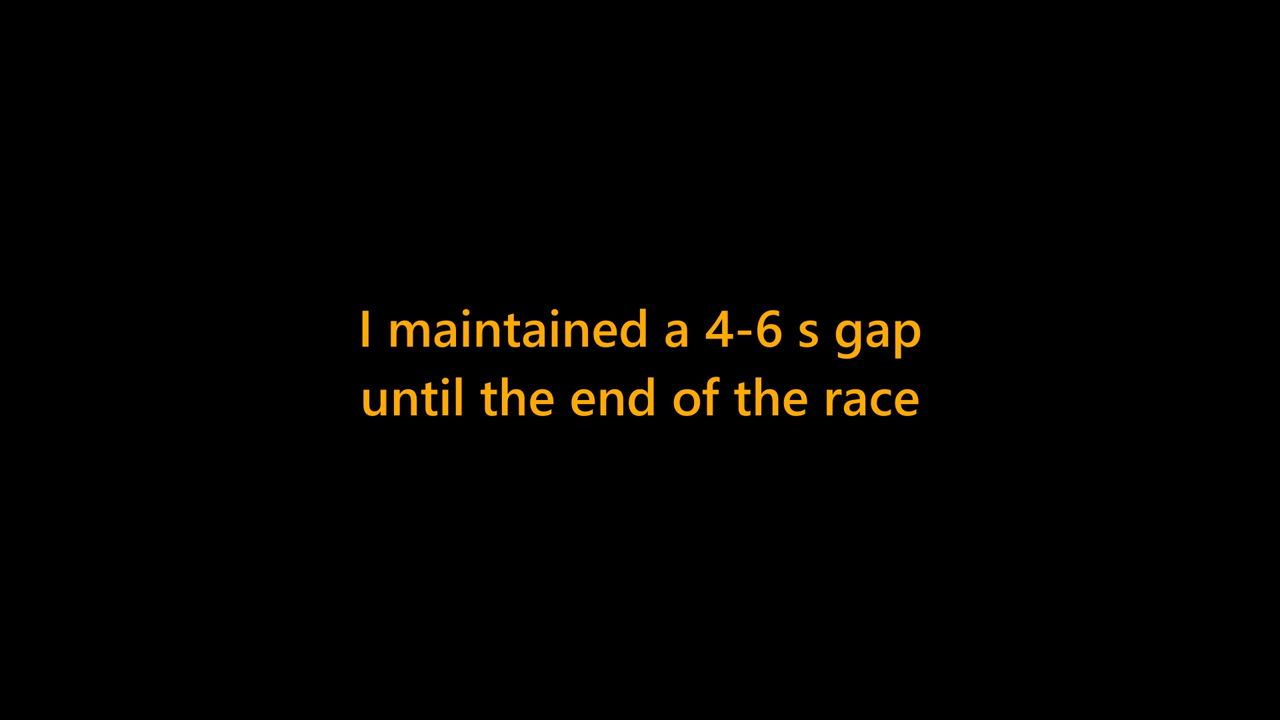 I maintained a 4-6 s gap
until the end of the race